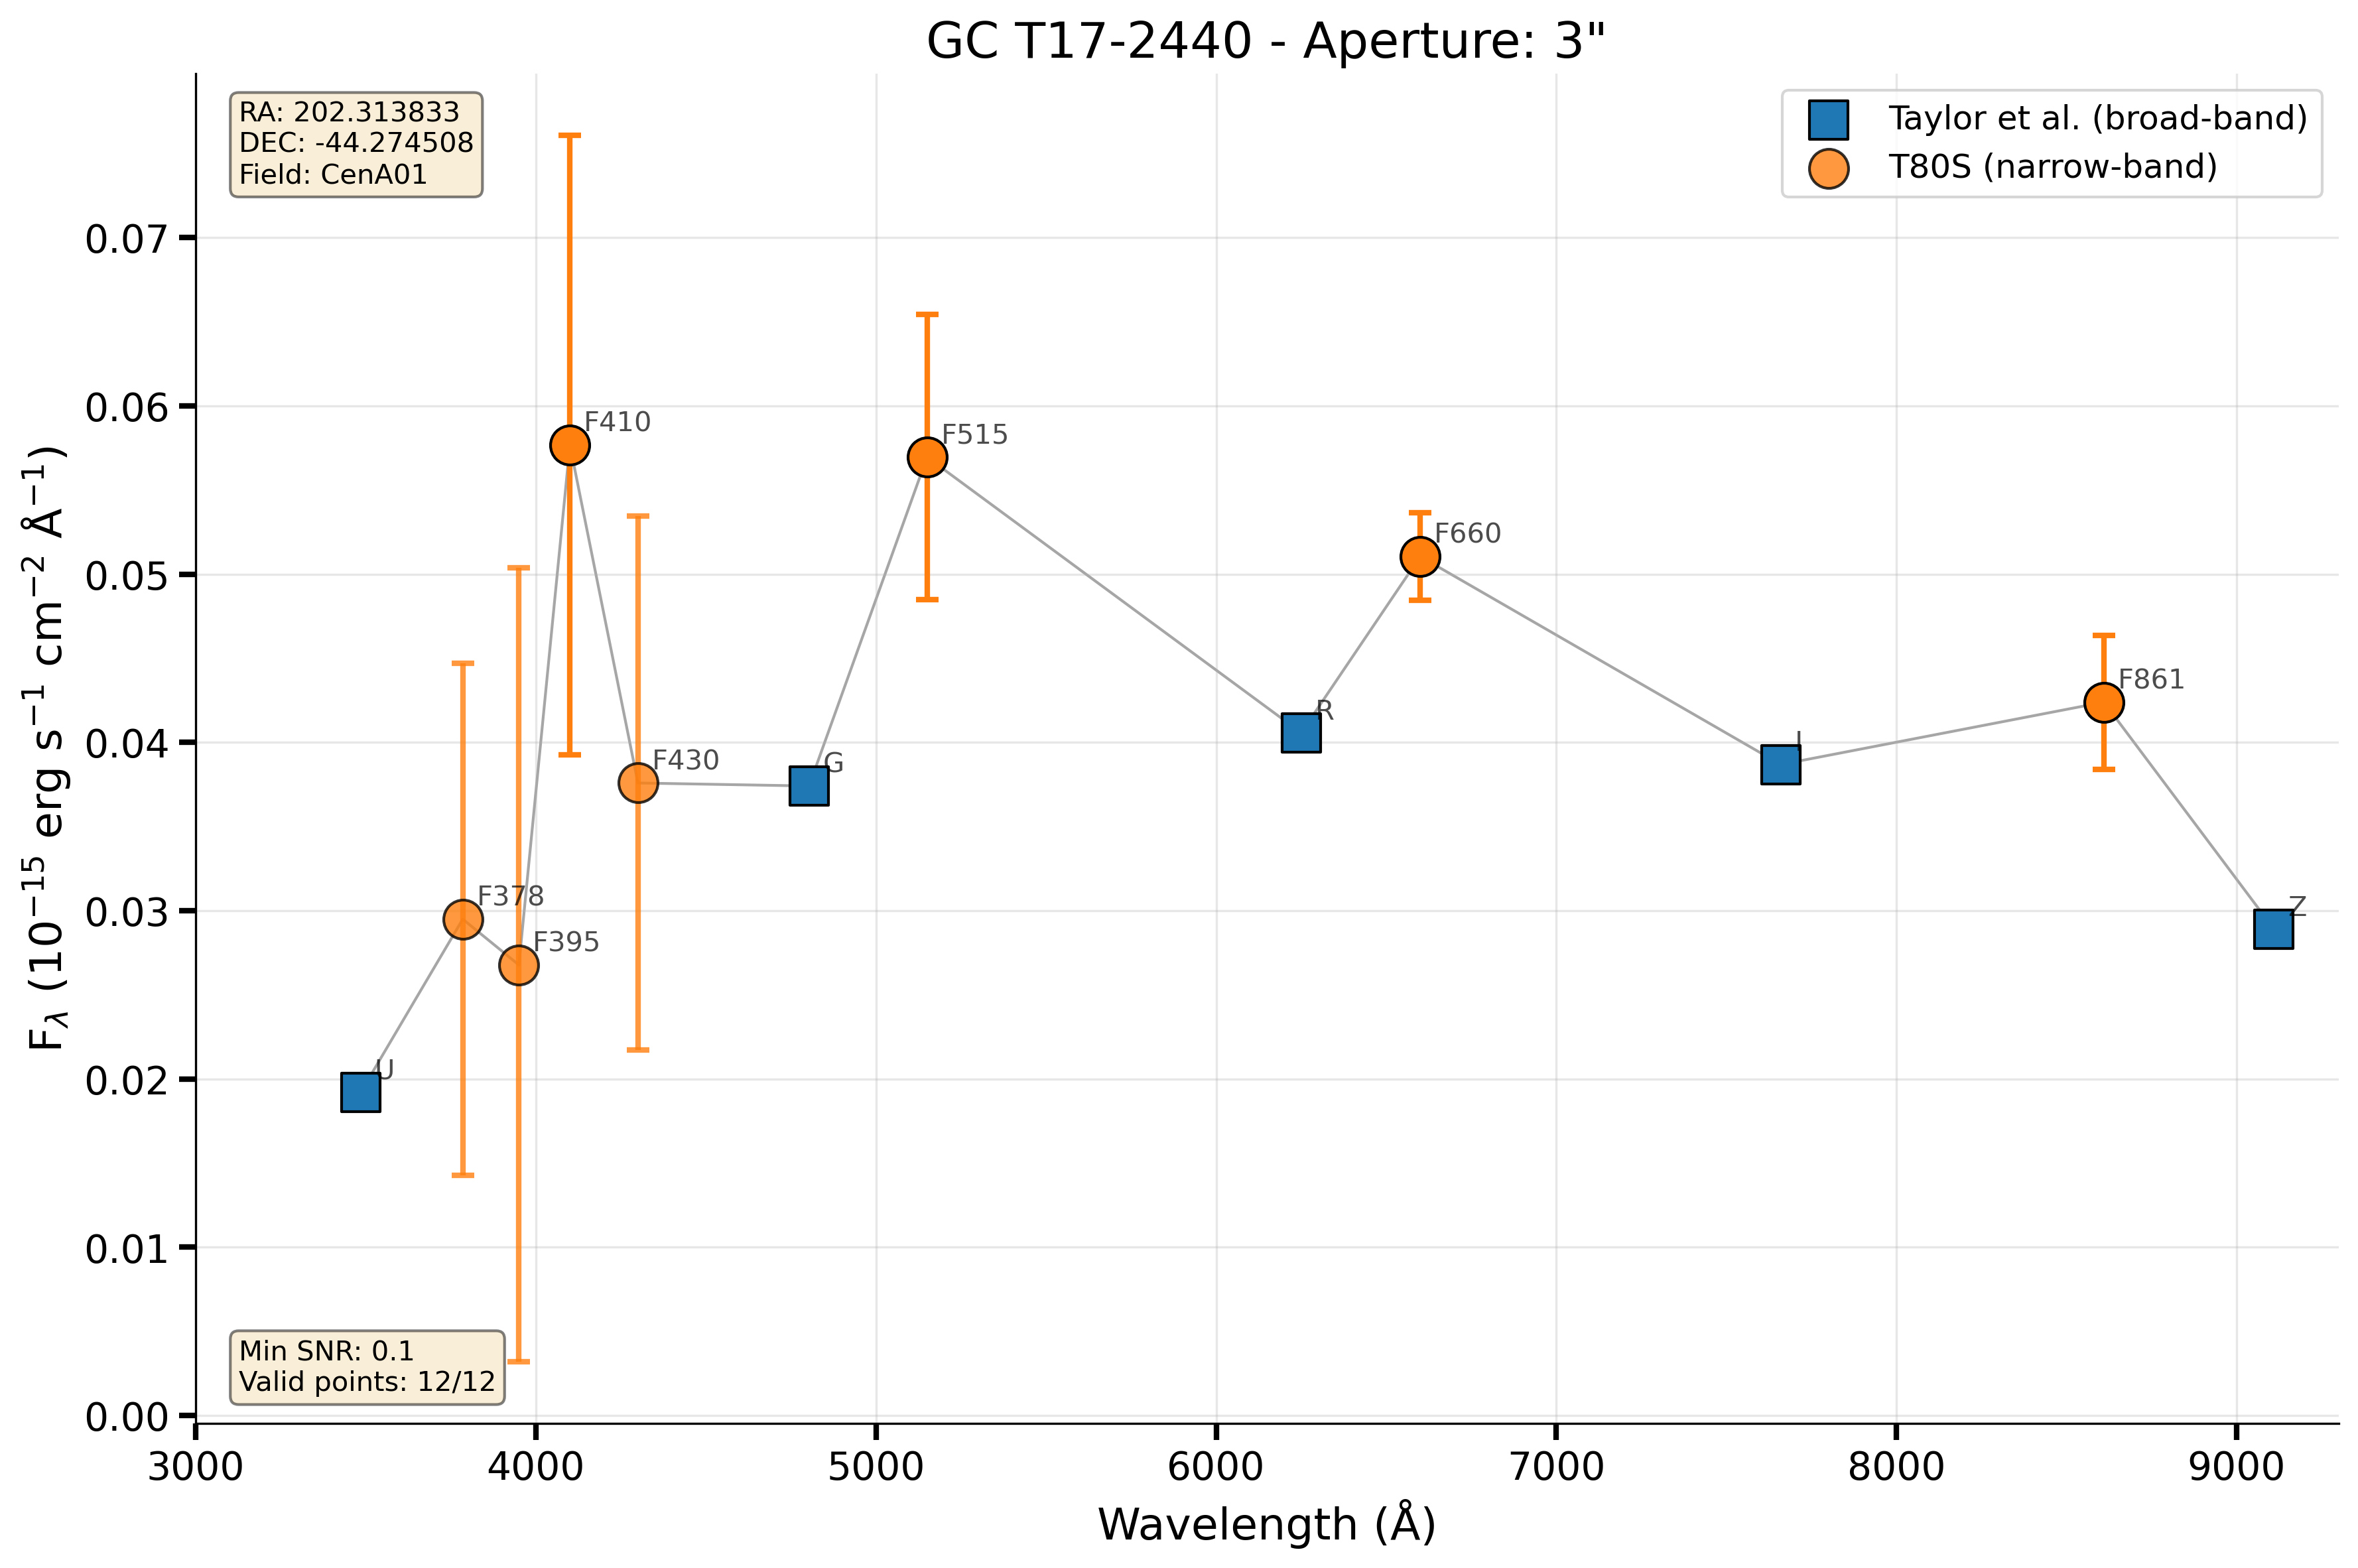 GC T17-2440 - Aperture: 3"
RA: 202.313833
DEC: -44.274508
Field: CenA01
Taylor et al. (broad-band)
T80S (narrow-band)
0.07
0.06
0.05
0.04
0.03
0.02
0.01
0.00
F_λ (10⁻¹⁵ erg s⁻¹ cm⁻² Å⁻¹)
U
F378
F395
F410
F430
G
F515
R
F660
I
F861
Z
Min SNR: 0.1
Valid points: 12/12
3000 4000 5000 6000 7000 8000 9000
Wavelength (Å)